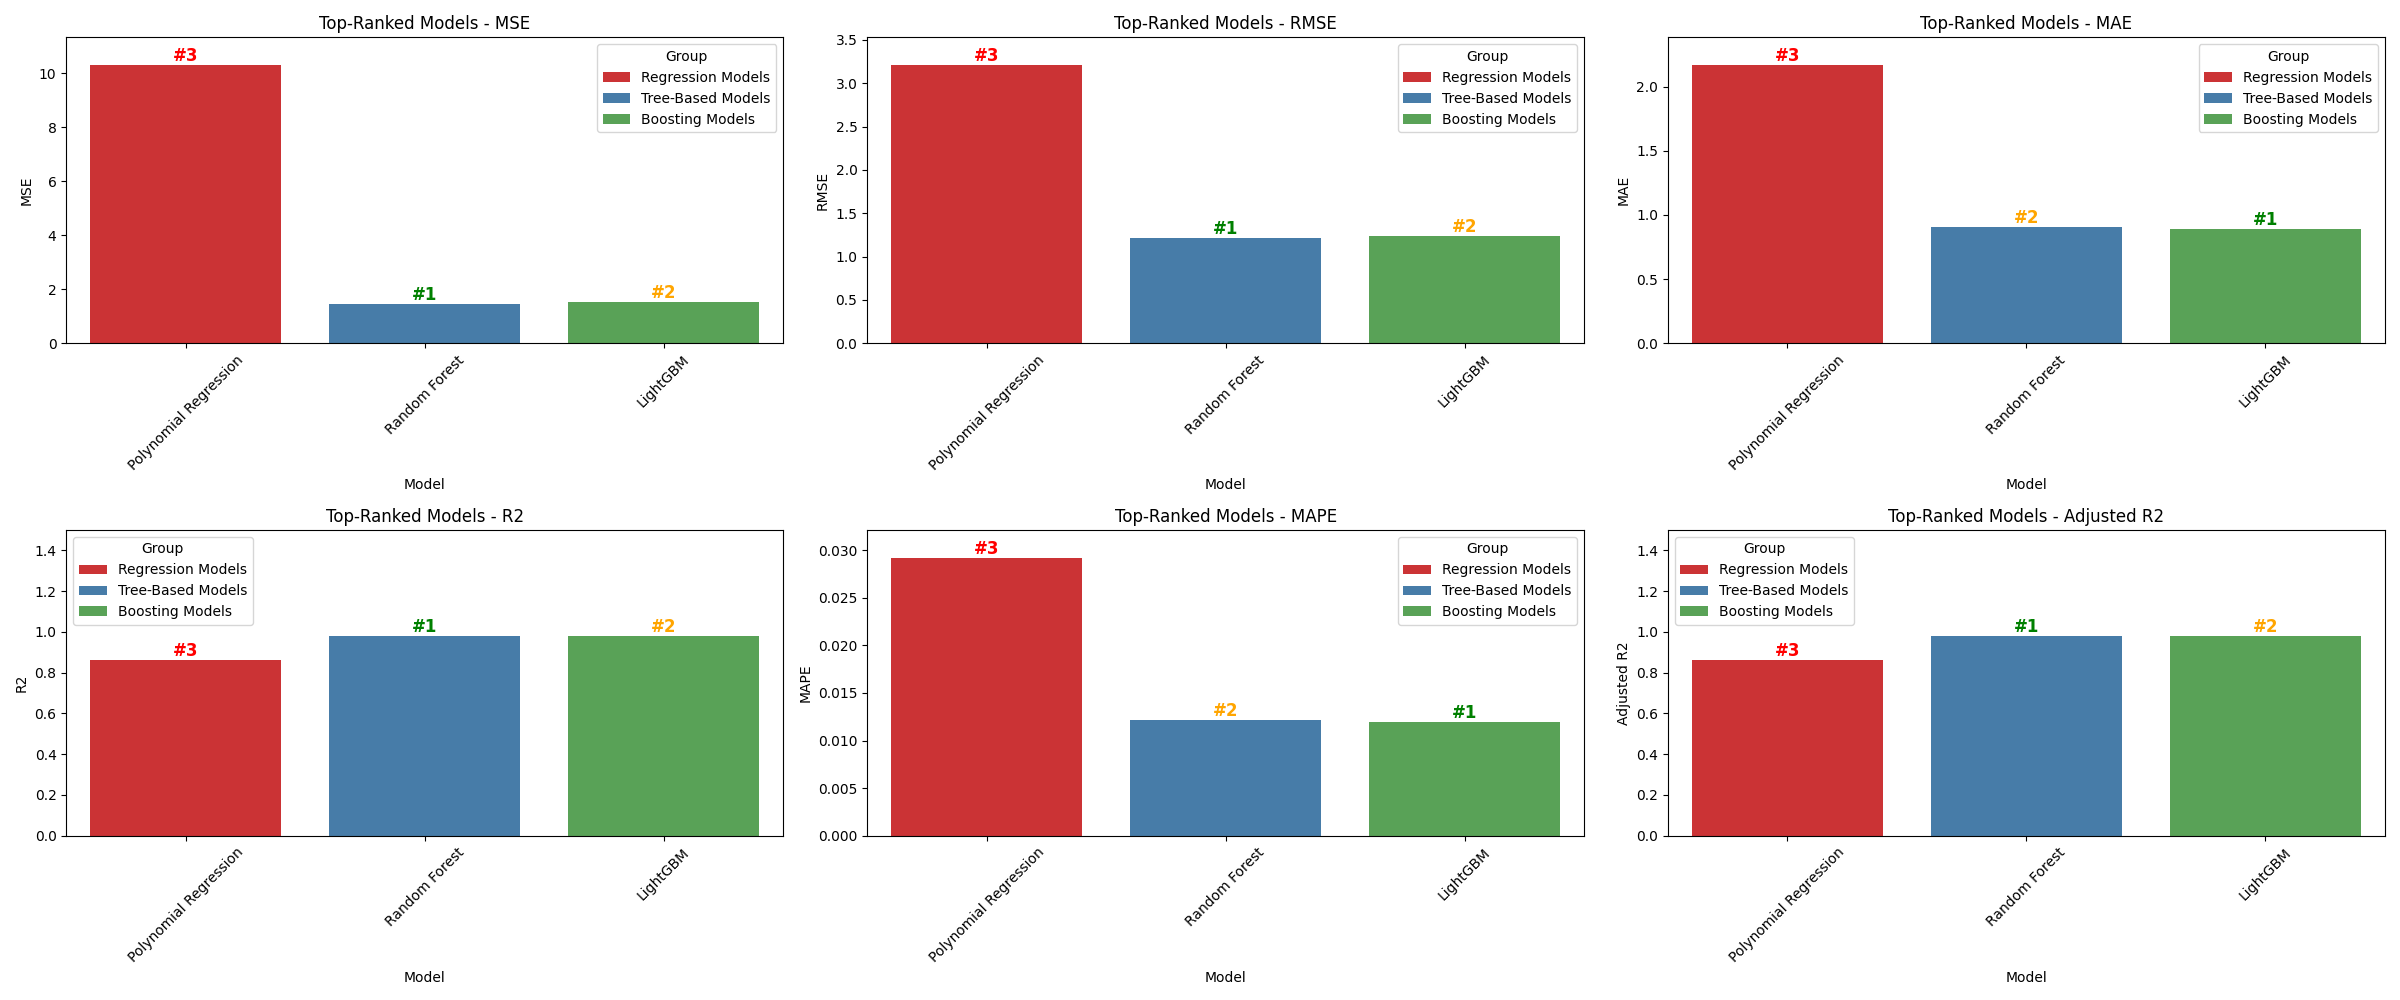 Top-Ranked Models - MSE
MSE
10
8
6
4
2
0
#3
#1
#2
Group
Regression Models
Tree-Based Models
Boosting Models
Polynomial Regression
Random Forest
LightGBM
Model
Top-Ranked Models - RMSE
RMSE
3.5
3.0
2.5
2.0
1.5
1.0
0.5
0.0
#3
#1
#2
Group
Regression Models
Tree-Based Models
Boosting Models
Polynomial Regression
Random Forest
LightGBM
Model
Top-Ranked Models - MAE
MAE
2.0
1.5
1.0
0.5
0.0
#3
#2
#1
Group
Regression Models
Tree-Based Models
Boosting Models
Polynomial Regression
Random Forest
LightGBM
Model
Top-Ranked Models - R2
R2
1.4
1.2
1.0
0.8
0.6
0.4
0.2
0.0
Group
Regression Models
Tree-Based Models
Boosting Models
#3
#1
#2
Polynomial Regression
Random Forest
LightGBM
Model
Top-Ranked Models - MAPE
MAPE
0.030
0.025
0.020
0.015
0.010
0.005
0.000
#3
#2
#1
Group
Regression Models
Tree-Based Models
Boosting Models
Polynomial Regression
Random Forest
LightGBM
Model
Top-Ranked Models - Adjusted R2
Adjusted R2
1.4
1.2
1.0
0.8
0.6
0.4
0.2
0.0
Group
Regression Models
Tree-Based Models
Boosting Models
#3
#1
#2
Polynomial Regression
Random Forest
LightGBM
Model